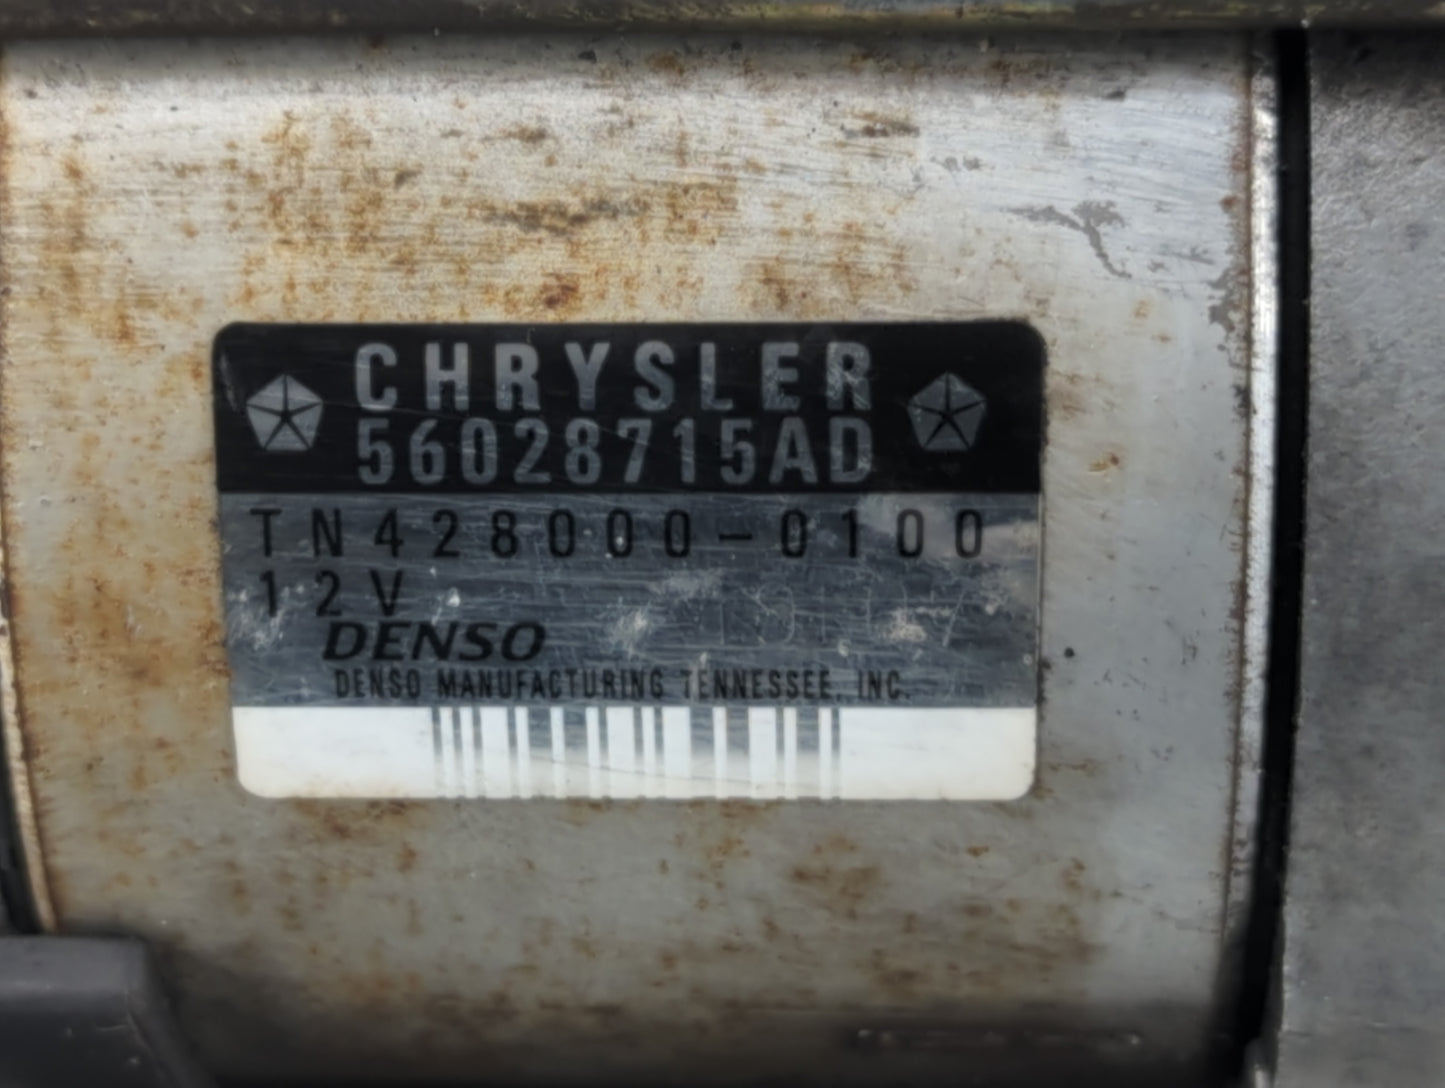 CHRYSLER
56028715AD
TN428000-0100
12V
DENSO
DENSO MANUFACTURING TENNESSEE, INC.